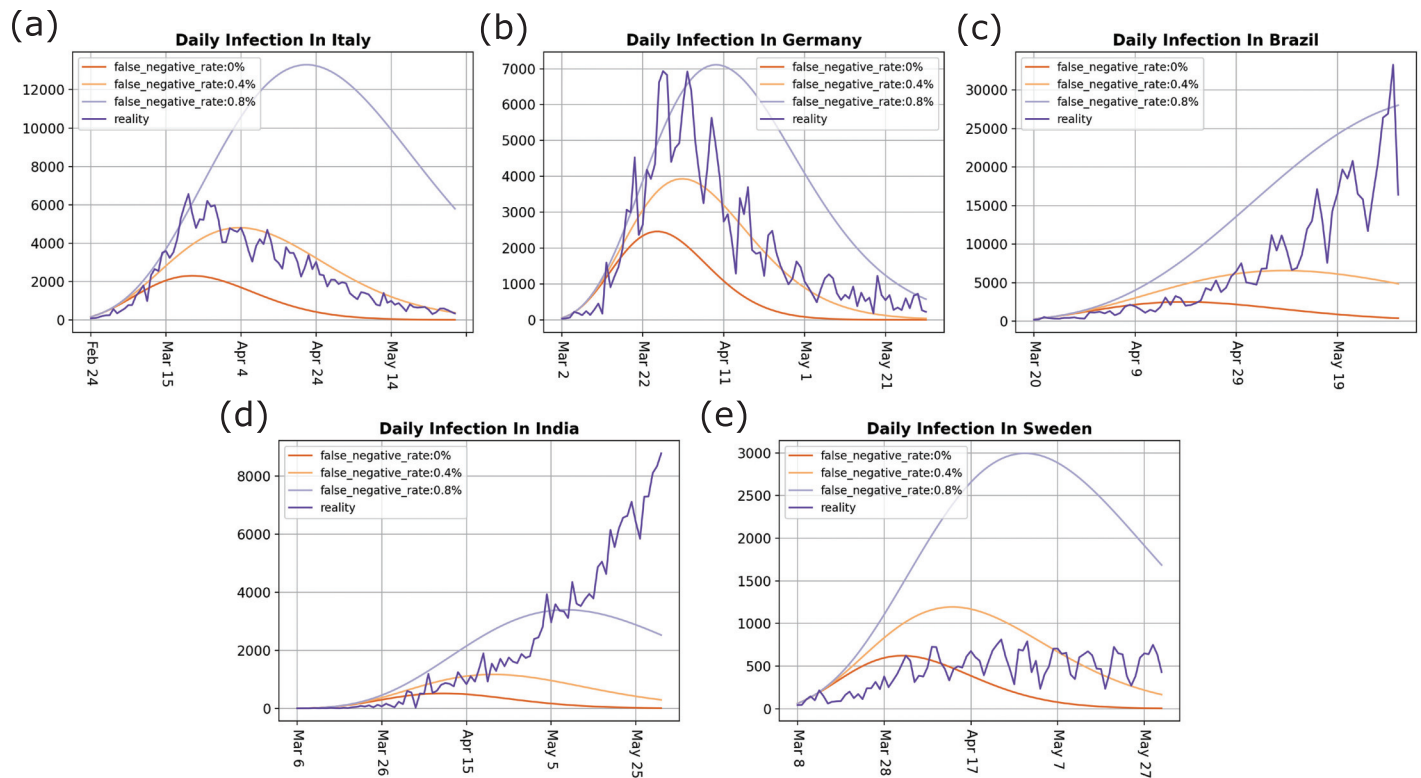 (a)
Daily Infection In Italy
false_negative_rate:0%
false_negative_rate:0.4%
false_negative_rate:0.8%
reality
12000
10000
8000
6000
4000
2000
0
Feb 24
Mar 15
Apr 4
Apr 24
May 14
(b)
Daily Infection In Germany
false_negative_rate:0%
false_negative_rate:0.4%
false_negative_rate:0.8%
reality
7000
6000
5000
4000
3000
2000
1000
0
Mar 2
Mar 22
Apr 11
May 1
May 21
(c)
Daily Infection In Brazil
false_negative_rate:0%
false_negative_rate:0.4%
false_negative_rate:0.8%
reality
30000
25000
20000
15000
10000
5000
0
Mar 20
Apr 9
Apr 29
May 19
(d)
Daily Infection In India
false_negative_rate:0%
false_negative_rate:0.4%
false_negative_rate:0.8%
reality
8000
6000
4000
2000
0
Mar 6
Mar 26
Apr 15
May 5
May 25
(e)
Daily Infection In Sweden
false_negative_rate:0%
false_negative_rate:0.4%
false_negative_rate:0.8%
reality
3000
2500
2000
1500
1000
500
0
Mar 8
Mar 28
Apr 17
May 7
May 27